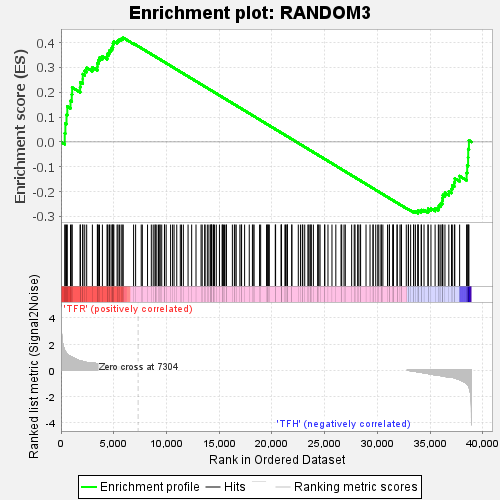 Enrichment plot: RANDOM3
Enrichment score (ES)
0.4
0.3
0.2
0.1
0.0
-0.1
-0.2
-0.3
Ranked list metric (Signal2Noise)
4
2
0
-2
-4
'TFR' (positively correlated)
Zero cross at 7304
'TFH' (negatively correlated)
0
5,000
10,000
15,000
20,000
25,000
30,000
35,000
40,000
Rank in Ordered Dataset
Enrichment profile
Hits
Ranking metric scores